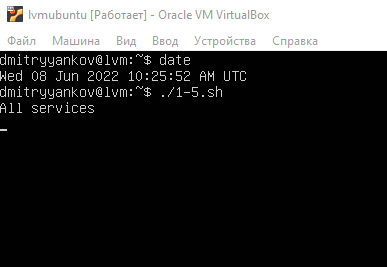 lvmubuntu [Работает] - Oracle VM VirtualBox
Файл Машина Вид Ввод Устройства Справка
dmitryyankov@lvm:~$ date
Wed 08 Jun 2022 10:25:52 AM UTC
dmitryyankov@lvm:~$ ./1-5.sh
All services
_